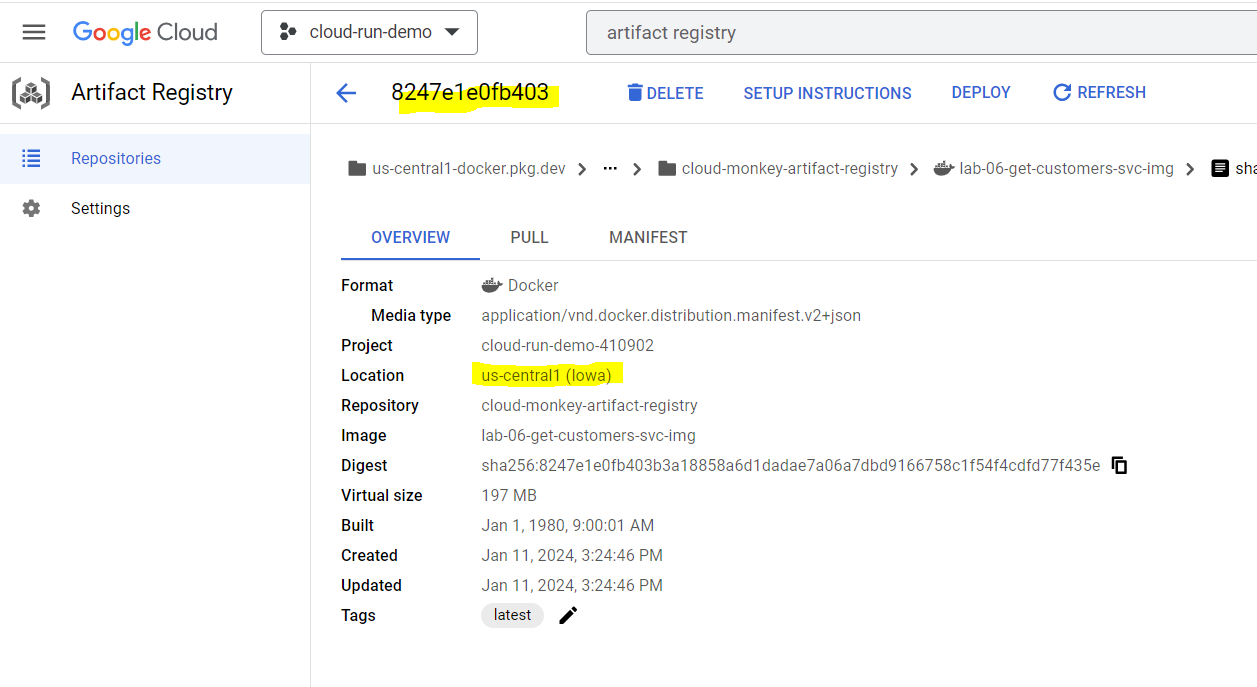 Google Cloud cloud-run-demo artifact registry
Artifact Registry 8247e1e0fb403 DELETE SETUP INSTRUCTIONS DEPLOY REFRESH
Repositories
Settings
us-central1-docker.pkg.dev ... cloud-monkey-artifact-registry lab-06-get-customers-svc-img sha
OVERVIEW PULL MANIFEST
Format Docker
Media type application/vnd.docker.distribution.manifest.v2+json
Project cloud-run-demo-410902
Location us-central1 (Iowa)
Repository cloud-monkey-artifact-registry
Image lab-06-get-customers-svc-img
Digest sha256:8247e1e0fb403b3a18858a6d1dadae7a06a7dbd9166758c1f54f4cdfd77f435e
Virtual size 197 MB
Built Jan 1, 1980, 9:00:01 AM
Created Jan 11, 2024, 3:24:46 PM
Updated Jan 11, 2024, 3:24:46 PM
Tags latest